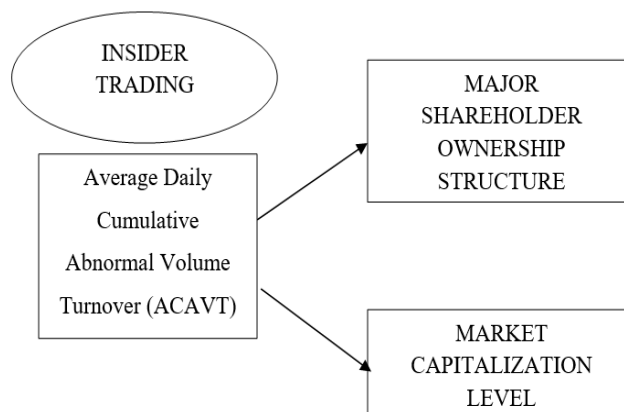 INSIDER
TRADING
Average Daily
Cumulative
Abnormal Volume
Turnover (ACAVT)
MAJOR
SHAREHOLDER
OWNERSHIP
STRUCTURE
MARKET
CAPITALIZATION
LEVEL